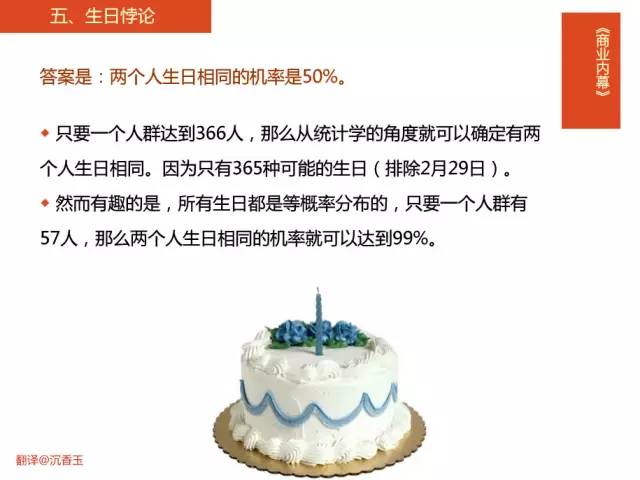 五、生日悖论
《商业内幕》
答案是：两个人生日相同的机率是50%。
◆ 只要一个人群达到366人，那么从统计学的角度就可以确定有两
个人生日相同。因为只有365种可能的生日（排除2月29日）。
◆ 然而有趣的是，所有生日都是等概率分布的，只要一个人群有
57人，那么两个人生日相同的机率就可以达到99%。
翻译@沉香玉